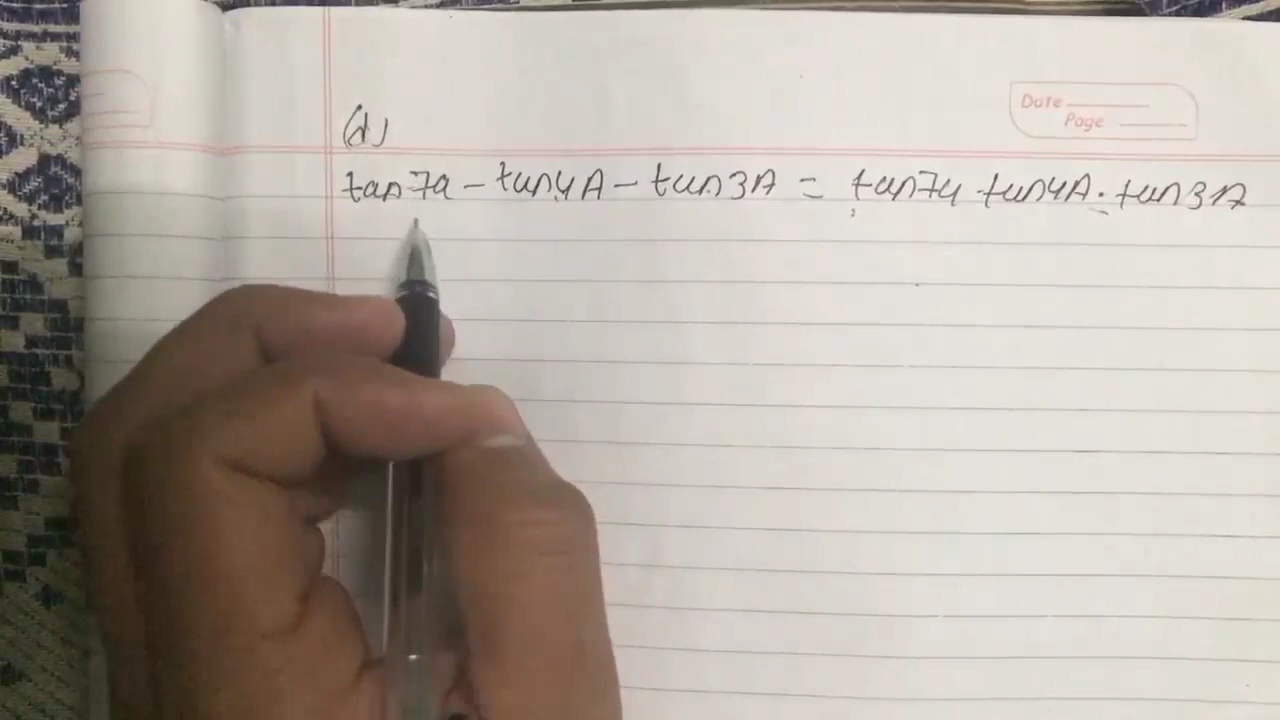 Date
Page
(d)
tan7a - tan4A - tan3A = tan7a · tan4A · tan3A